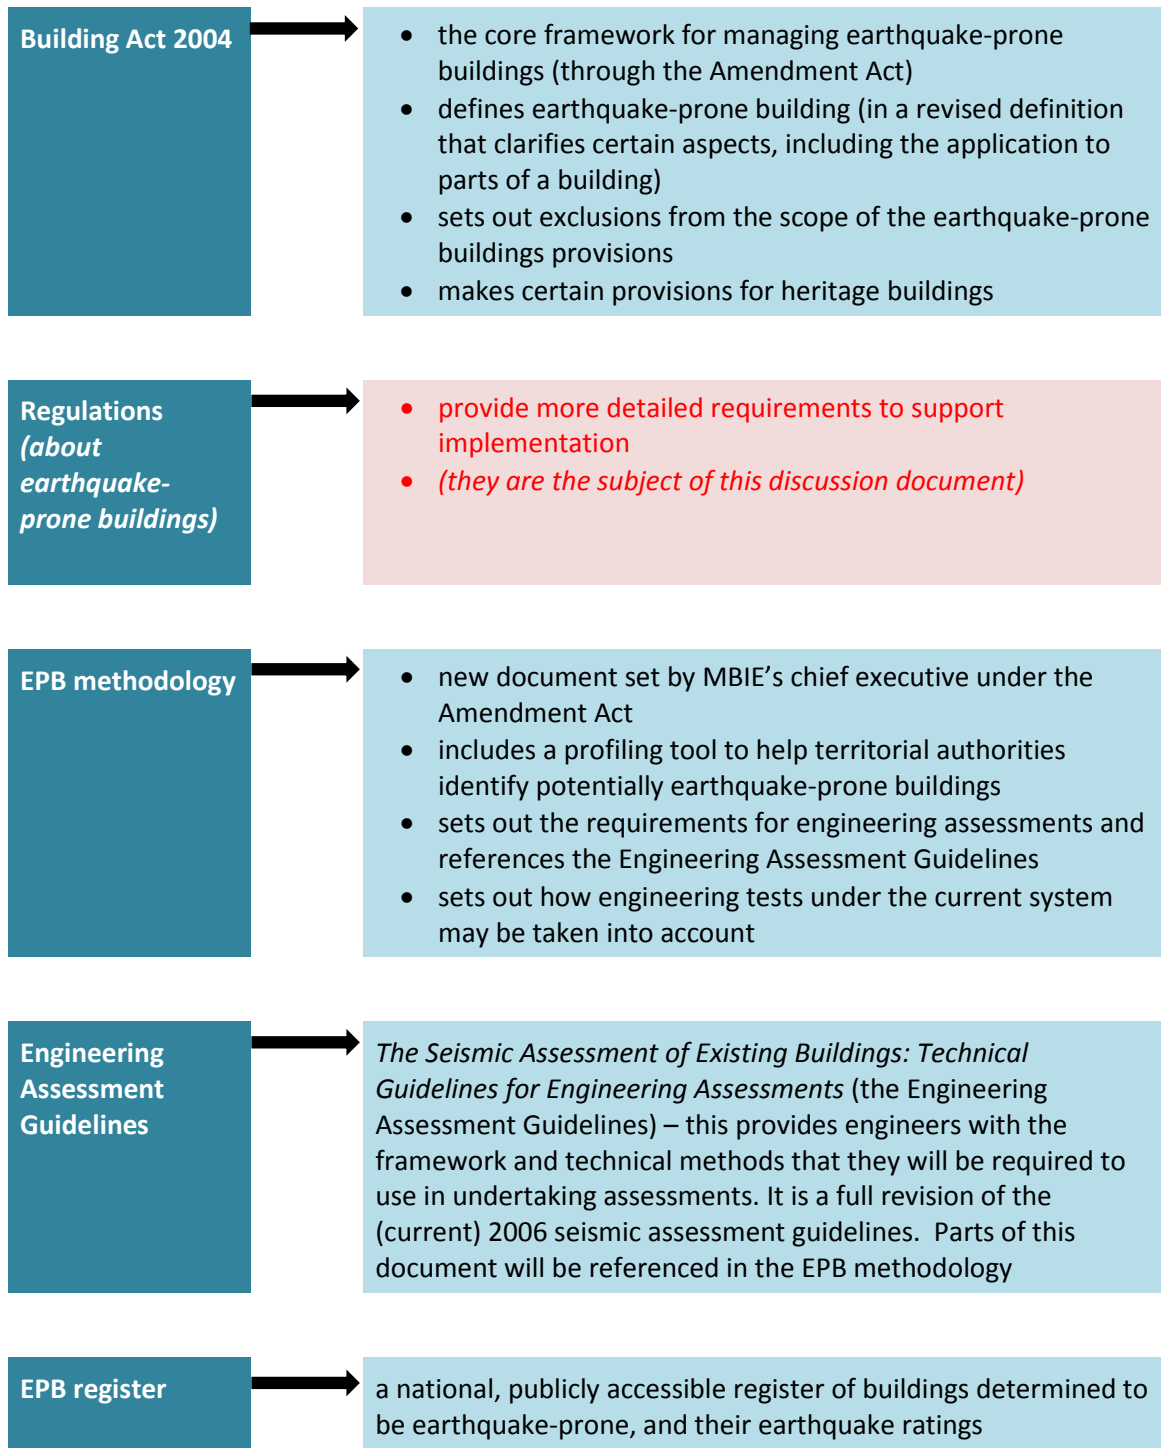 Building Act 2004
• the core framework for managing earthquake-prone
buildings (through the Amendment Act)
• defines earthquake-prone building (in a revised definition
that clarifies certain aspects, including the application to
parts of a building)
• sets out exclusions from the scope of the earthquake-prone
buildings provisions
• makes certain provisions for heritage buildings
Regulations
(about
earthquake-
prone buildings)
• provide more detailed requirements to support
implementation
• (they are the subject of this discussion document)
EPB methodology
• new document set by MBIE’s chief executive under the
Amendment Act
• includes a profiling tool to help territorial authorities
identify potentially earthquake-prone buildings
• sets out the requirements for engineering assessments and
references the Engineering Assessment Guidelines
• sets out how engineering tests under the current system
may be taken into account
Engineering
Assessment
Guidelines
The Seismic Assessment of Existing Buildings: Technical
Guidelines for Engineering Assessments (the Engineering
Assessment Guidelines) – this provides engineers with the
framework and technical methods that they will be required to
use in undertaking assessments. It is a full revision of the
(current) 2006 seismic assessment guidelines.  Parts of this
document will be referenced in the EPB methodology
EPB register
a national, publicly accessible register of buildings determined to
be earthquake-prone, and their earthquake ratings